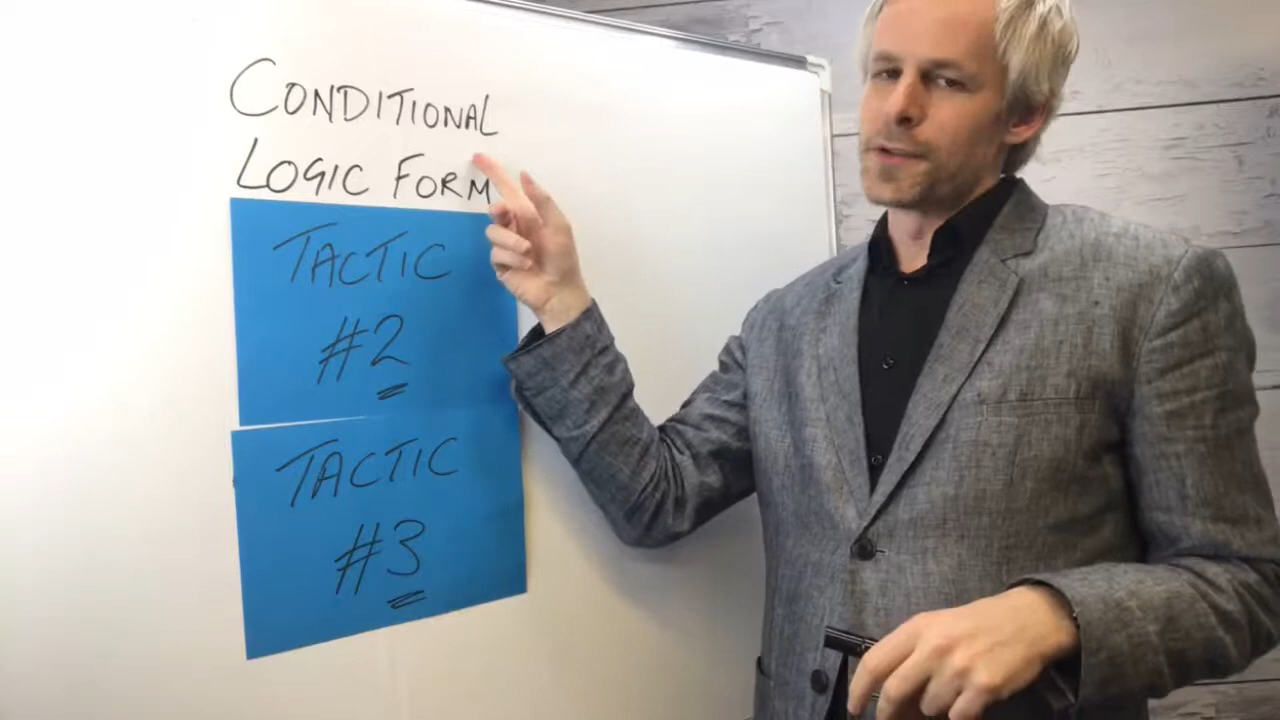 CONDITIONAL
LOGIC FORM
TACTIC
#2
TACTIC
#3